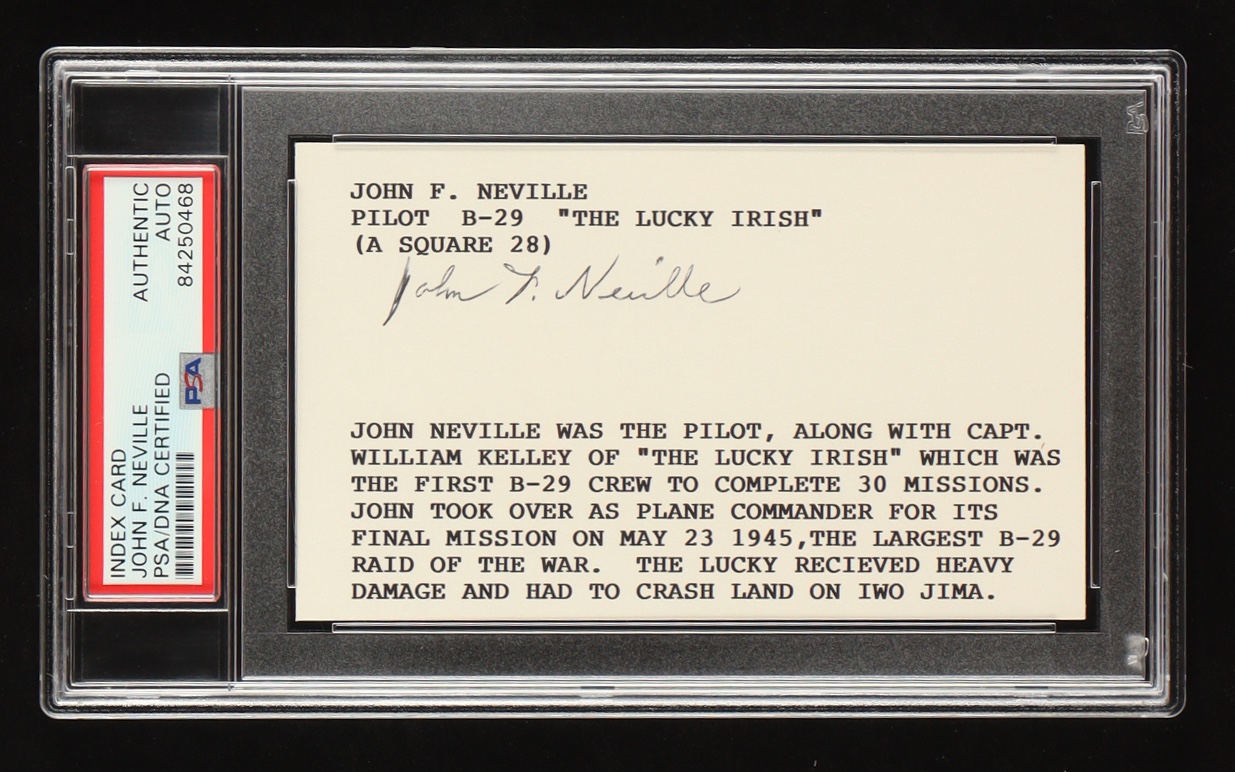 INDEX CARD
JOHN F. NEVILLE
PSA/DNA CERTIFIED
AUTHENTIC
AUTO
84250468
PSA
JOHN F. NEVILLE
PILOT B-29 "THE LUCKY IRISH"
(A SQUARE 28)
John F. Neville
JOHN NEVILLE WAS THE PILOT, ALONG WITH CAPT.
WILLIAM KELLEY OF "THE LUCKY IRISH" WHICH WAS
THE FIRST B-29 CREW TO COMPLETE 30 MISSIONS.
JOHN TOOK OVER AS PLANE COMMANDER FOR ITS
FINAL MISSION ON MAY 23 1945,THE LARGEST B-29
RAID OF THE WAR. THE LUCKY RECIEVED HEAVY
DAMAGE AND HAD TO CRASH LAND ON IWO JIMA.